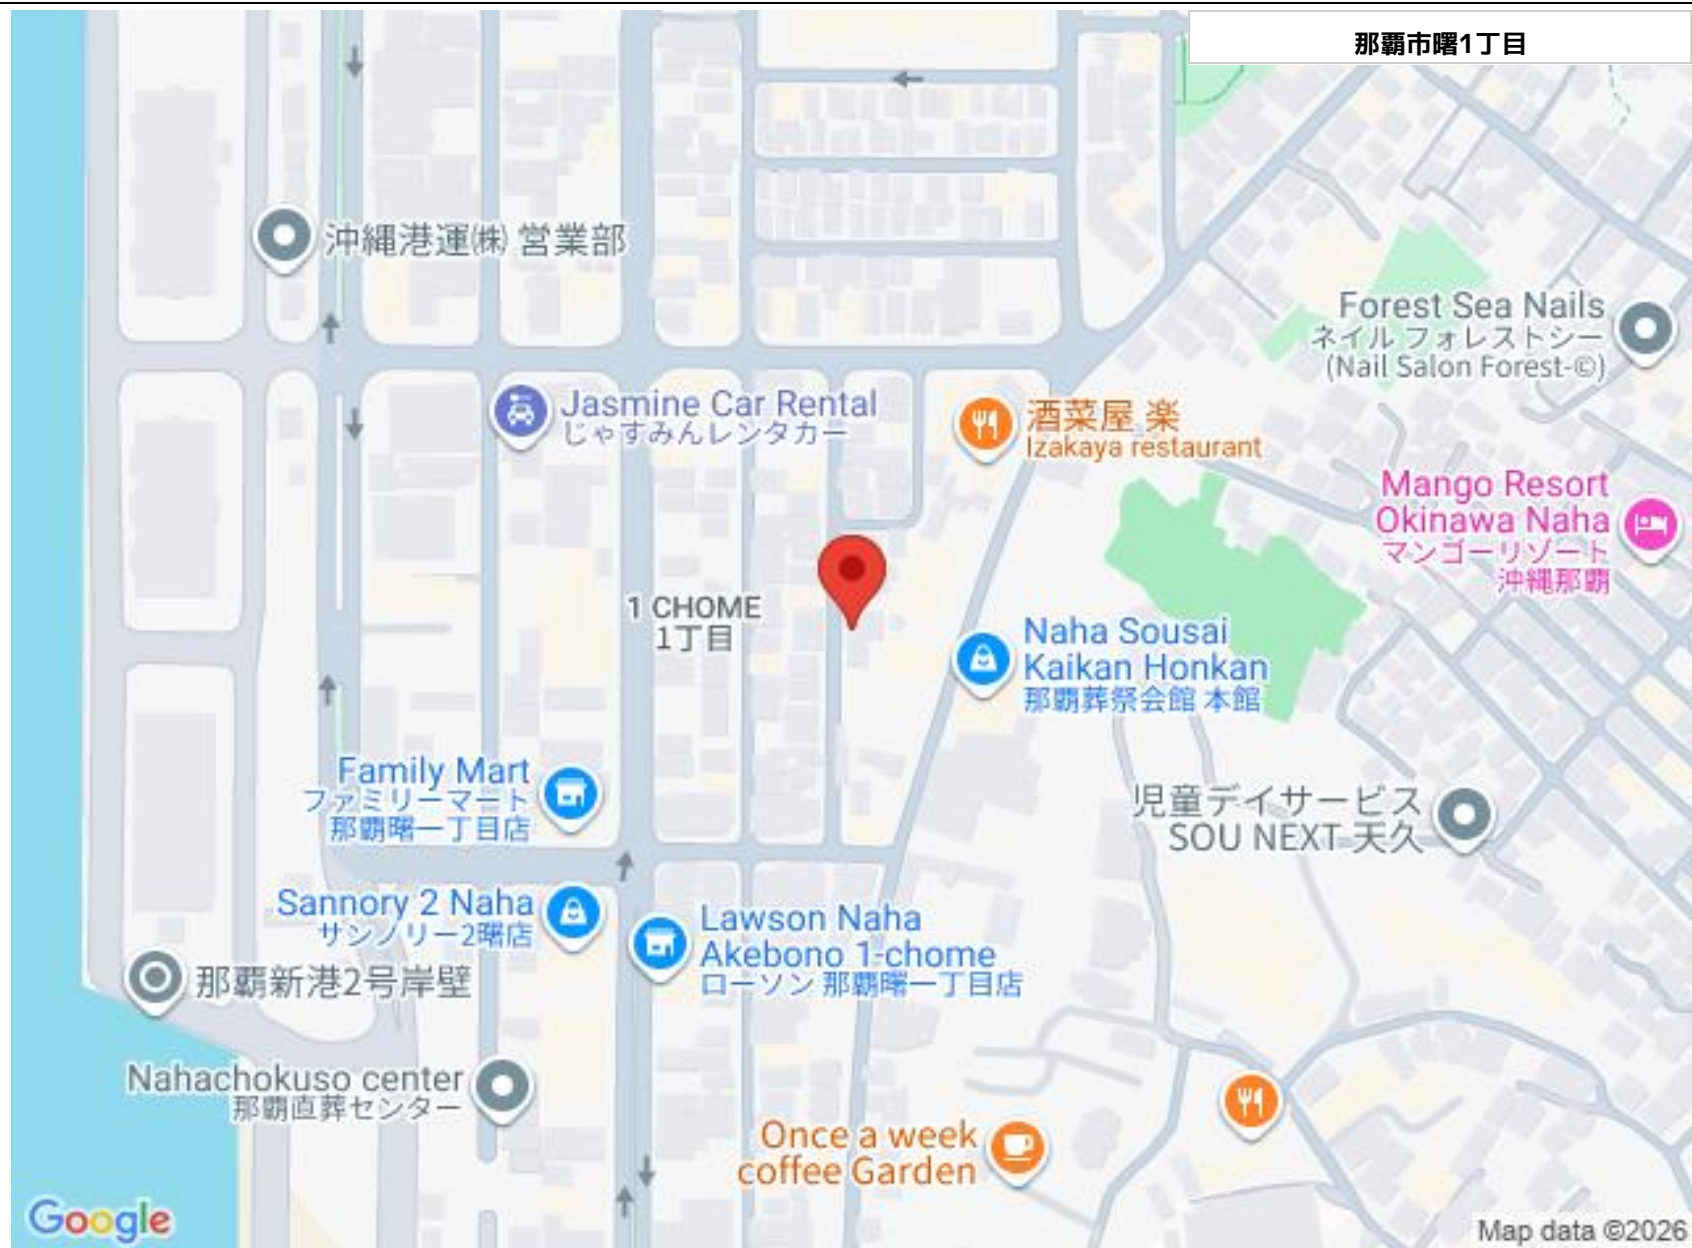 那覇市曙1丁目
沖縄港運㈱ 営業部
Forest Sea Nails
ネイル フォレストシー
(Nail Salon Forest-©)
Jasmine Car Rental
じゃすみんレンタカー
酒菜屋 楽
Izakaya restaurant
Mango Resort
Okinawa Naha
マンゴーリゾート
沖縄那覇
1 CHOME
1丁目
Naha Sousai
Kaikan Honkan
那覇葬祭会館 本館
Family Mart
ファミリーマート
那覇曙一丁目店
児童デイサービス
SOU NEXT 天久
Sannory 2 Naha
サンノリー2曙店
Lawson Naha
Akebono 1-chome
ローソン 那覇曙一丁目店
那覇新港2号岸壁
Nahachokuso center
那覇直葬センター
Once a week
coffee Garden
Google
Map data ©2026